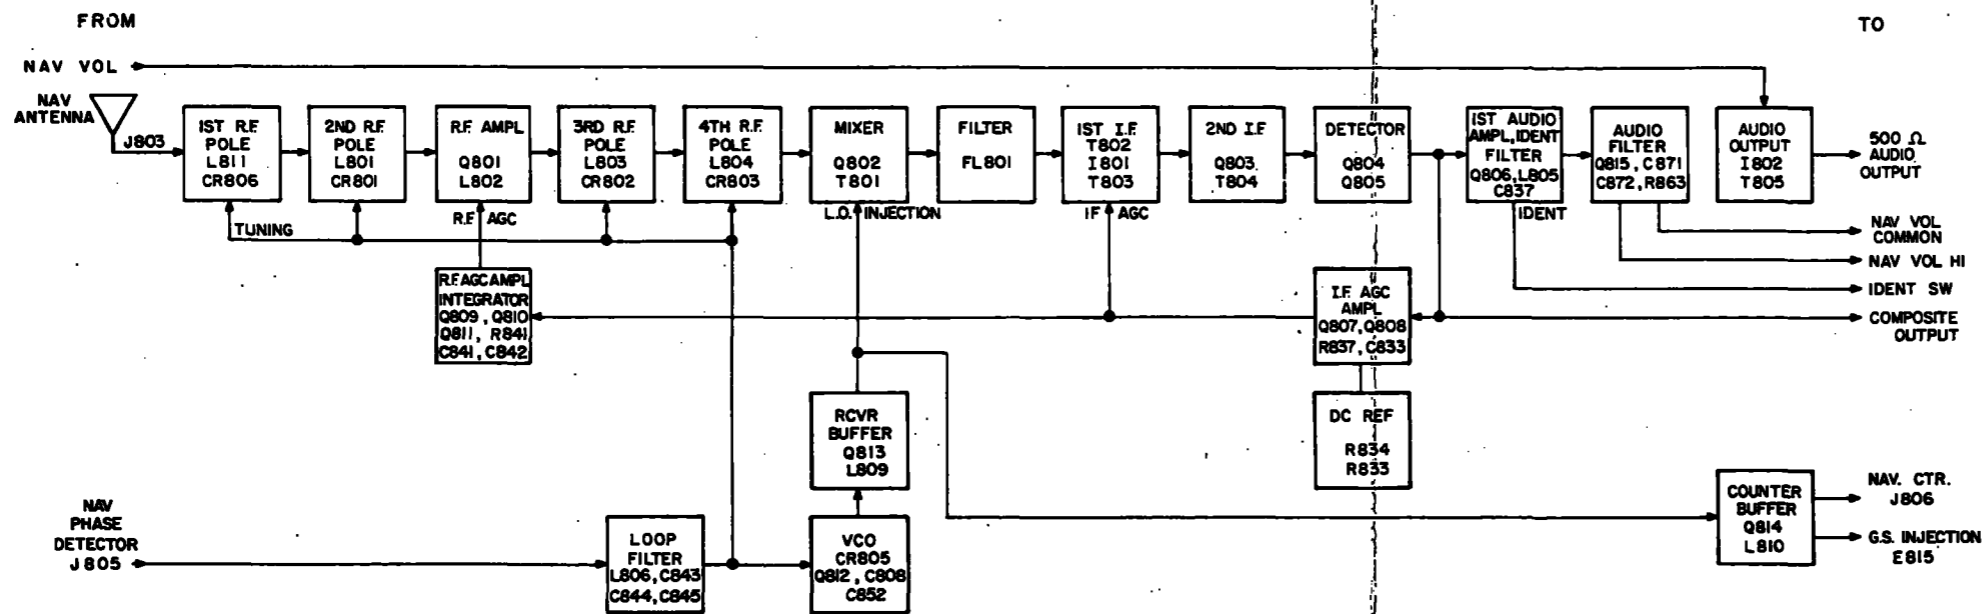 FROM
TO
NAV VOL
NAV
ANTENNA
J803
1ST R.F.
POLE
L811
CR806
2ND R.F.
POLE
L801
CR801
R.F. AMPL
Q801
L802
3RD R.F.
POLE
L803
CR802
4TH R.F.
POLE
L804
CR803
MIXER
Q802
T801
FILTER
FL801
1ST I.F.
T802
I801
T803
2ND I.F.
Q803
T804
DETECTOR
Q804
Q805
1ST AUDIO
AMPL,IDENT
FILTER
Q806,L805
C837
AUDIO
FILTER
Q815, C871
C872, R863
AUDIO
OUTPUT
I802
T805
500 Ω
AUDIO
OUTPUT
TUNING
R.F. AGC
L.O. INJECTION
IF AGC
IDENT
NAV VOL
COMMON
NAV VOL HI
IDENT SW
COMPOSITE
OUTPUT
R.F.AGC AMPL
INTEGRATOR
Q809, Q810
Q811, R841
C841, C842
I.F. AGC
AMPL
Q807,Q808
R837, C833
RCVR
BUFFER
Q813
L809
DC REF
R834
R833
NAV
PHASE
DETECTOR
J805
LOOP
FILTER
L806, C843
C844, C845
VCO
CR805
Q812, C808
C852
COUNTER
BUFFER
Q814
L810
NAV. CTR.
J806
G.S. INJECTION
E815